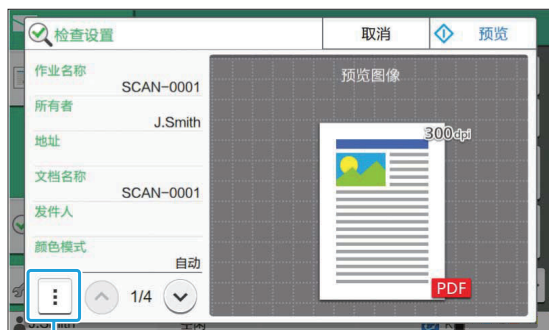 检查设置
取消
预览
作业名称
SCAN-0001
所有者
J.Smith
地址
文档名称
SCAN-0001
发件人
颜色模式
自动
1/4
预览图像
300dpi
PDF
J.Smith